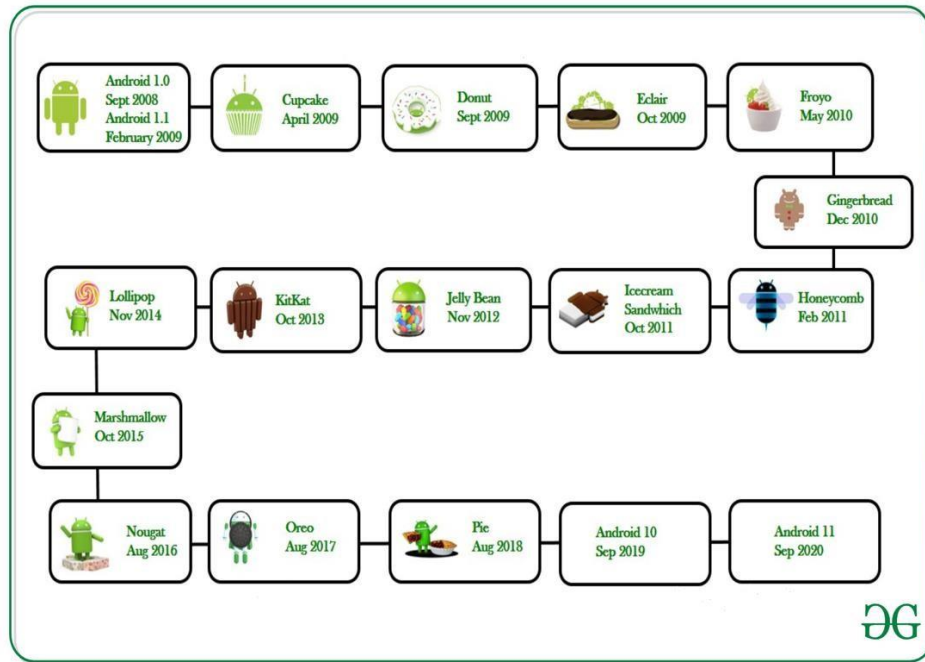 Android 1.0
Sept 2008
Android 1.1
February 2009
Cupcake
April 2009
Donut
Sept 2009
Eclair
Oct 2009
Froyo
May 2010
Gingerbread
Dec 2010
Honeycomb
Feb 2011
Icecream
Sandwhich
Oct 2011
Jelly Bean
Nov 2012
KitKat
Oct 2013
Lollipop
Nov 2014
Marshmallow
Oct 2015
Nougat
Aug 2016
Oreo
Aug 2017
Pie
Aug 2018
Android 10
Sep 2019
Android 11
Sep 2020